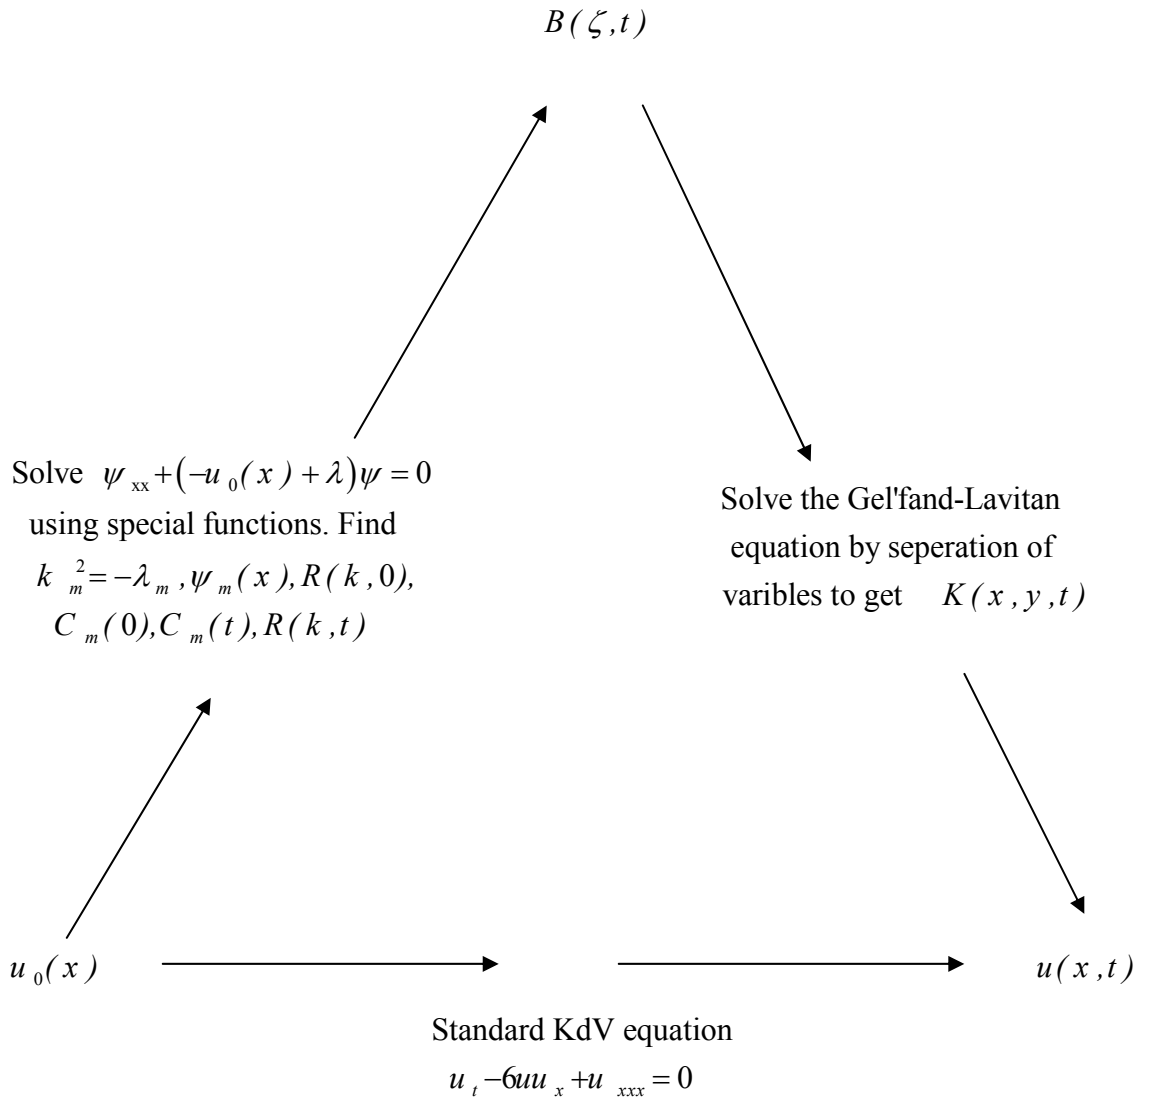 B(ζ,t)
Solve ψ_xx+(−u_0(x)+λ)ψ=0
using special functions. Find
k_m^2=−λ_m,ψ_m(x),R(k,0),
C_m(0),C_m(t),R(k,t)
Solve the Gel'fand-Lavitan
equation by seperation of
varibles to get K(x,y,t)
u_0(x)
u(x,t)
Standard KdV equation
u_t−6uu_x+u_xxx=0